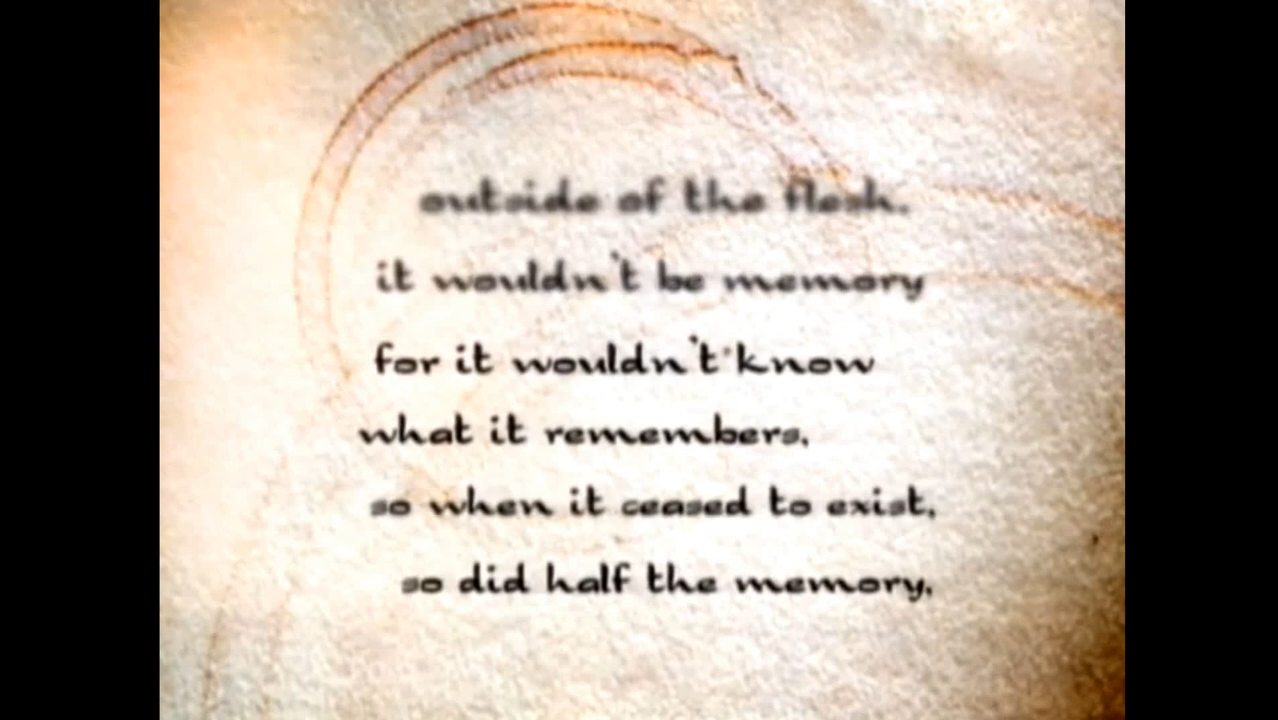 outside of the flesh.
it wouldn't be memory
for it wouldn't know
what it remembers.
so when it ceased to exist,
so did half the memory,